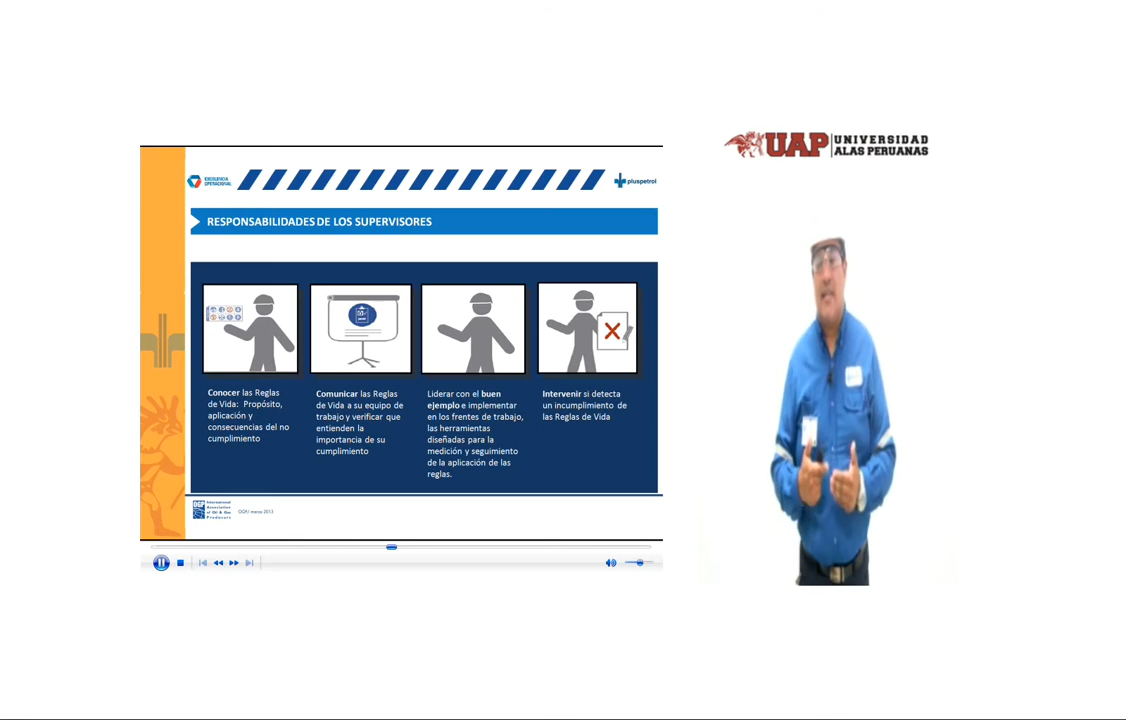 UAP UNIVERSIDAD
ALAS PERUANAS
EXCELENCIA
OPERACIONAL
pluspetrol
RESPONSABILIDADES DE LOS SUPERVISORES
Conocer las Reglas
de Vida: Propósito,
aplicación y
consecuencias del no
cumplimiento
Comunicar las Reglas
de Vida a su equipo de
trabajo y verificar que
entienden la
importancia de su
cumplimiento
Liderar con el buen
ejemplo e implementar
en los frentes de trabajo,
las herramientas
diseñadas para la
medición y seguimiento
de la aplicación de las
reglas.
Intervenir si detecta
un incumplimiento de
las Reglas de Vida
OGP
International
Association
of Oil & Gas
Producers
OGP/ marzo 2013